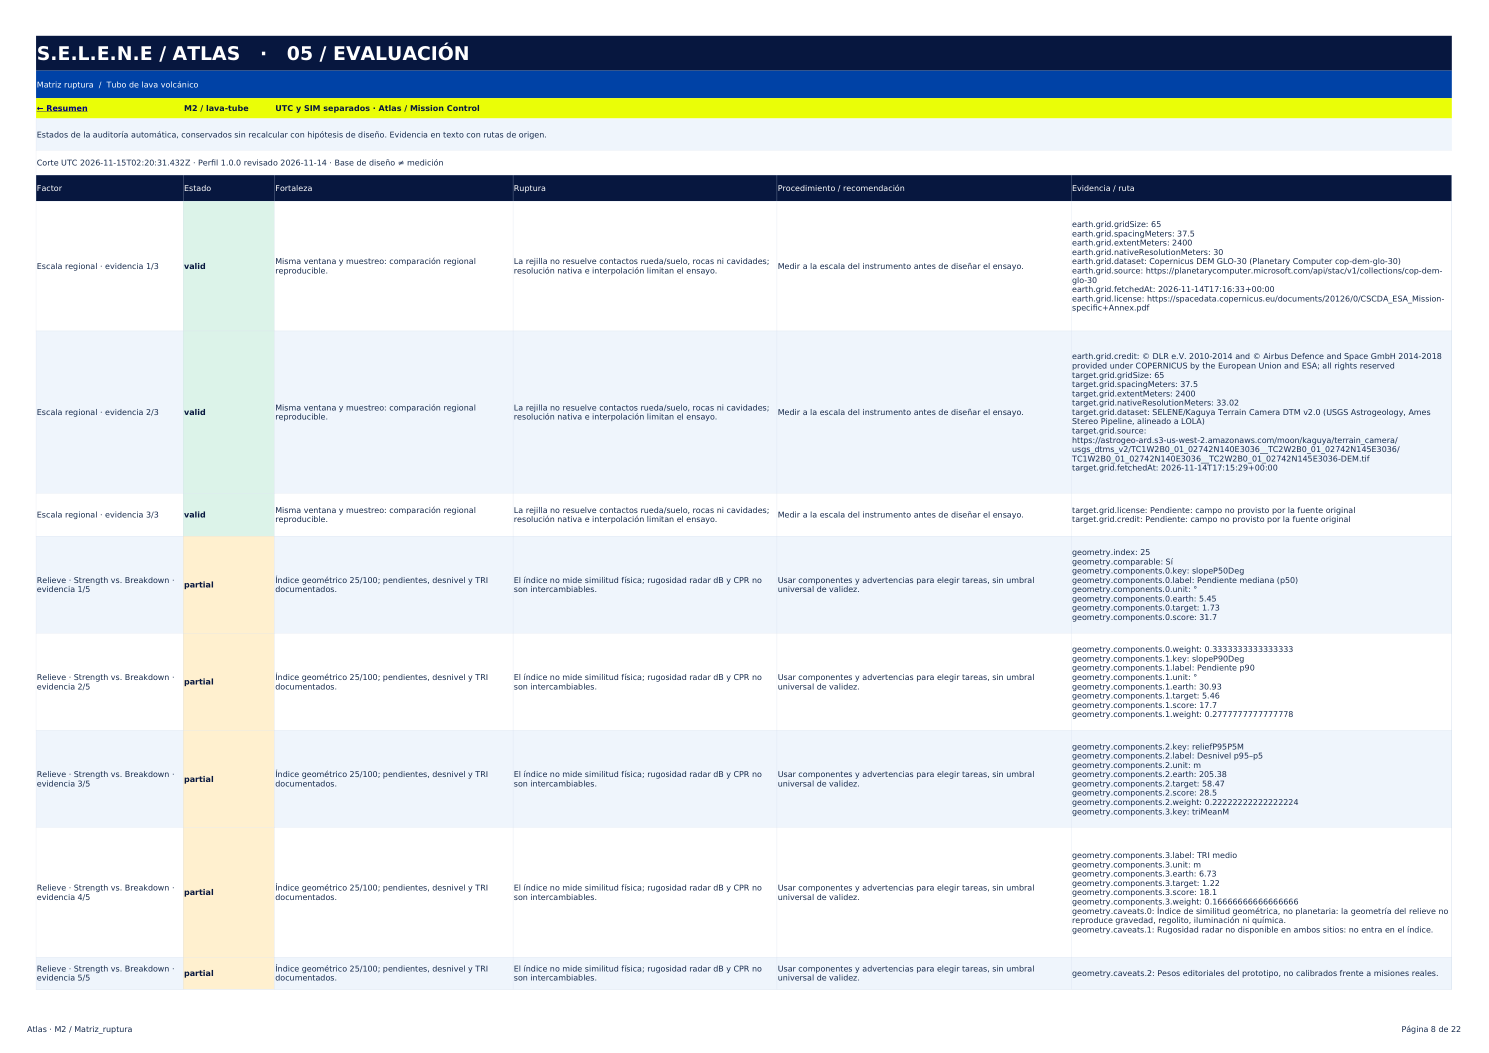 S.E.L.E.N.E / ATLAS · 05 / EVALUACIÓN
Matriz ruptura / Tubo de lava volcánico
← Resumen M2 / lava-tube UTC y SIM separados · Atlas / Mission Control
Estados de la auditoría automática, conservados sin recalcular con hipótesis de diseño. Evidencia en texto con rutas de origen.
Corte UTC 2026-11-15T02:20:31.432Z · Perfil 1.0.0 revisado 2026-11-14 · Base de diseño ≠ medición
Factor Estado Fortaleza Ruptura Procedimiento / recomendación Evidencia / ruta
Escala regional · evidencia 1/3
valid
Misma ventana y muestreo: comparación regional
reproducible.
La rejilla no resuelve contactos rueda/suelo, rocas ni cavidades;
resolución nativa e interpolación limitan el ensayo.
Medir a la escala del instrumento antes de diseñar el ensayo.
earth.grid.gridSize: 65
earth.grid.spacingMeters: 37.5
earth.grid.extentMeters: 2400
earth.grid.nativeResolutionMeters: 30
earth.grid.dataset: Copernicus DEM GLO-30 (Planetary Computer cop-dem-glo-30)
earth.grid.source: https://planetarycomputer.microsoft.com/api/stac/v1/collections/cop-dem-
glo-30
earth.grid.fetchedAt: 2026-11-14T17:16:33+00:00
earth.grid.license: https://spacedata.copernicus.eu/documents/20126/0/CSCDA_ESA_Mission-
specific+Annex.pdf
Escala regional · evidencia 2/3
valid
Misma ventana y muestreo: comparación regional
reproducible.
La rejilla no resuelve contactos rueda/suelo, rocas ni cavidades;
resolución nativa e interpolación limitan el ensayo.
Medir a la escala del instrumento antes de diseñar el ensayo.
earth.grid.credit: © DLR e.V. 2010-2014 and © Airbus Defence and Space GmbH 2014-2018
provided under COPERNICUS by the European Union and ESA; all rights reserved
target.grid.gridSize: 65
target.grid.spacingMeters: 37.5
target.grid.extentMeters: 2400
target.grid.nativeResolutionMeters: 33.02
target.grid.dataset: SELENE/Kaguya Terrain Camera DTM v2.0 (USGS Astrogeology, Ames
Stereo Pipeline, alineado a LOLA)
target.grid.source:
https://astrogeo-ard.s3-us-west-2.amazonaws.com/moon/kaguya/terrain_camera/
usgs_dtms_v2/TC1W2B0_01_02742N140E3036__TC2W2B0_01_02742N145E3036/
TC1W2B0_01_02742N140E3036__TC2W2B0_01_02742N145E3036-DEM.tif
target.grid.fetchedAt: 2026-11-14T17:15:29+00:00
Escala regional · evidencia 3/3
valid
Misma ventana y muestreo: comparación regional
reproducible.
La rejilla no resuelve contactos rueda/suelo, rocas ni cavidades;
resolución nativa e interpolación limitan el ensayo.
Medir a la escala del instrumento antes de diseñar el ensayo.
target.grid.license: Pendiente: campo no provisto por la fuente original
target.grid.credit: Pendiente: campo no provisto por la fuente original
Relieve · Strength vs. Breakdown ·
evidencia 1/5
partial
Índice geométrico 25/100; pendientes, desnivel y TRI
documentados.
El índice no mide similitud física; rugosidad radar dB y CPR no
son intercambiables.
Usar componentes y advertencias para elegir tareas, sin umbral
universal de validez.
geometry.index: 25
geometry.comparable: Sí
geometry.components.0.key: slopeP50Deg
geometry.components.0.label: Pendiente mediana (p50)
geometry.components.0.unit: °
geometry.components.0.earth: 5.45
geometry.components.0.target: 1.73
geometry.components.0.score: 31.7
Relieve · Strength vs. Breakdown ·
evidencia 2/5
partial
Índice geométrico 25/100; pendientes, desnivel y TRI
documentados.
El índice no mide similitud física; rugosidad radar dB y CPR no
son intercambiables.
Usar componentes y advertencias para elegir tareas, sin umbral
universal de validez.
geometry.components.0.weight: 0.3333333333333333
geometry.components.1.key: slopeP90Deg
geometry.components.1.label: Pendiente p90
geometry.components.1.unit: °
geometry.components.1.earth: 30.93
geometry.components.1.target: 5.46
geometry.components.1.score: 17.7
geometry.components.1.weight: 0.2777777777777778
Relieve · Strength vs. Breakdown ·
evidencia 3/5
partial
Índice geométrico 25/100; pendientes, desnivel y TRI
documentados.
El índice no mide similitud física; rugosidad radar dB y CPR no
son intercambiables.
Usar componentes y advertencias para elegir tareas, sin umbral
universal de validez.
geometry.components.2.key: reliefP95P5M
geometry.components.2.label: Desnivel p95–p5
geometry.components.2.unit: m
geometry.components.2.earth: 205.38
geometry.components.2.target: 58.47
geometry.components.2.score: 28.5
geometry.components.2.weight: 0.22222222222222224
geometry.components.3.key: triMeanM
Relieve · Strength vs. Breakdown ·
evidencia 4/5
partial
Índice geométrico 25/100; pendientes, desnivel y TRI
documentados.
El índice no mide similitud física; rugosidad radar dB y CPR no
son intercambiables.
Usar componentes y advertencias para elegir tareas, sin umbral
universal de validez.
geometry.components.3.label: TRI medio
geometry.components.3.unit: m
geometry.components.3.earth: 6.73
geometry.components.3.target: 1.22
geometry.components.3.score: 18.1
geometry.components.3.weight: 0.16666666666666666
geometry.caveats.0: Índice de similitud geométrica, no planetaria: la geometría del relieve no
reproduce gravedad, regolito, iluminación ni química.
geometry.caveats.1: Rugosidad radar no disponible en ambos sitios: no entra en el índice.
Relieve · Strength vs. Breakdown ·
evidencia 5/5
partial
Índice geométrico 25/100; pendientes, desnivel y TRI
documentados.
El índice no mide similitud física; rugosidad radar dB y CPR no
son intercambiables.
Usar componentes y advertencias para elegir tareas, sin umbral
universal de validez.
geometry.caveats.2: Pesos editoriales del prototipo, no calibrados frente a misiones reales.
Atlas · M2 / Matriz_ruptura Página 8 de 22